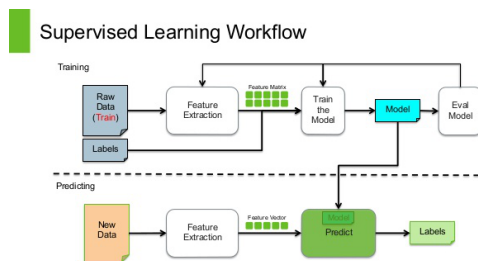 Supervised Learning Workflow
Training
Feature Matrix
Raw
Data
(Train)
Feature
Extraction
Train
the
Model
Model
Eval
Model
Labels
Predicting
Feature Vector
New
Data
Feature
Extraction
Model
Predict
Labels